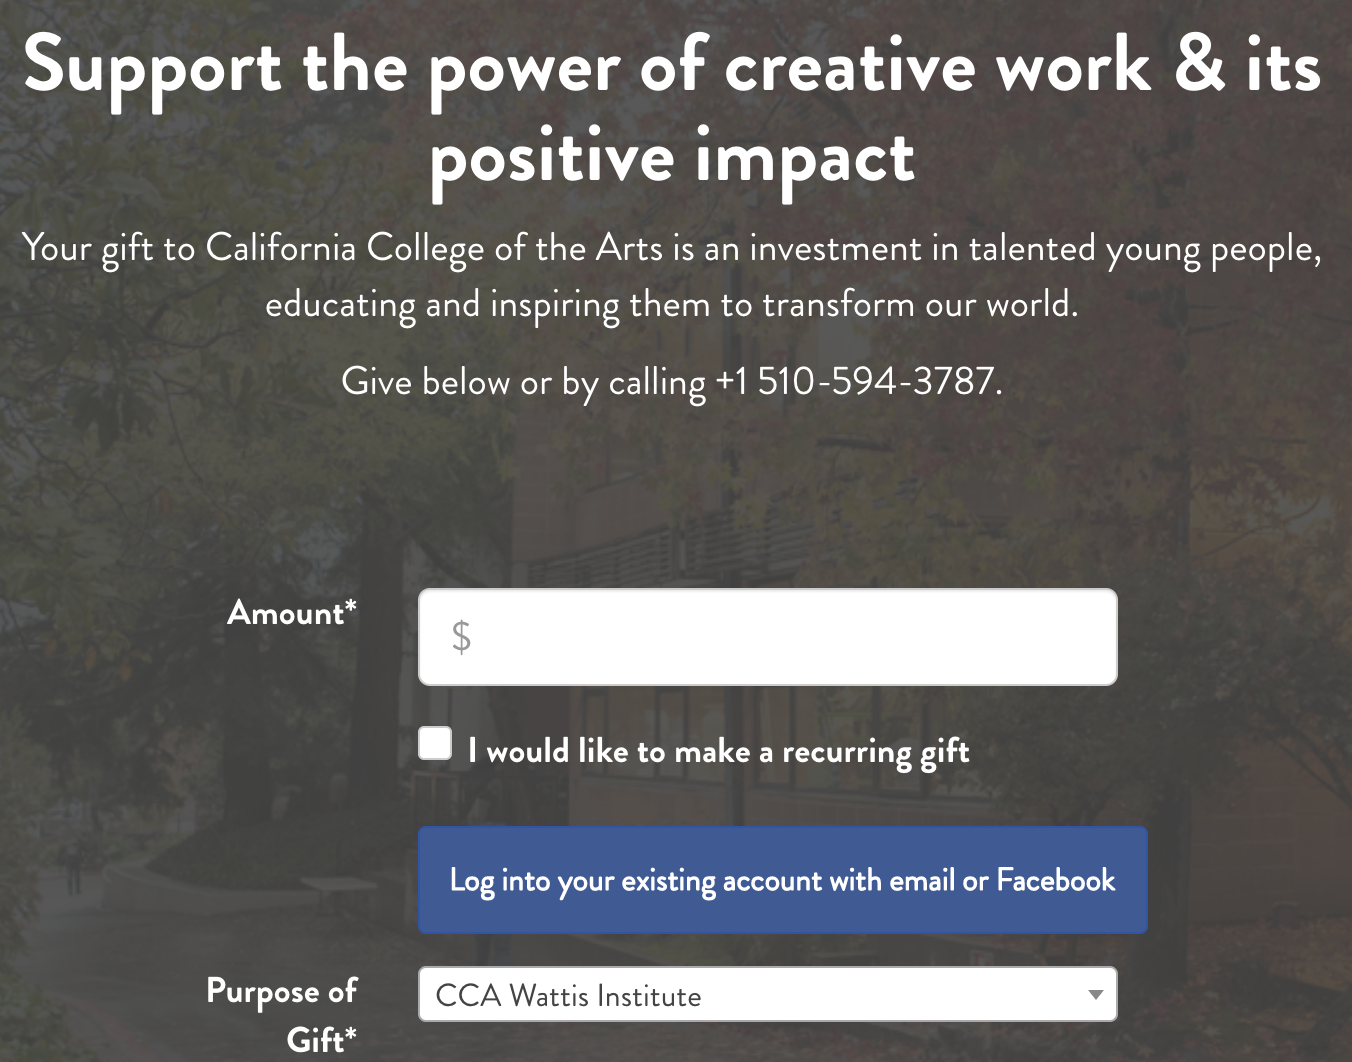 Support the power of creative work & its
positive impact
Your gift to California College of the Arts is an investment in talented young people,
educating and inspiring them to transform our world.
Give below or by calling +1 510-594-3787.
Amount*
$
I would like to make a recurring gift
Log into your existing account with email or Facebook
Purpose of
Gift*
CCA Wattis Institute